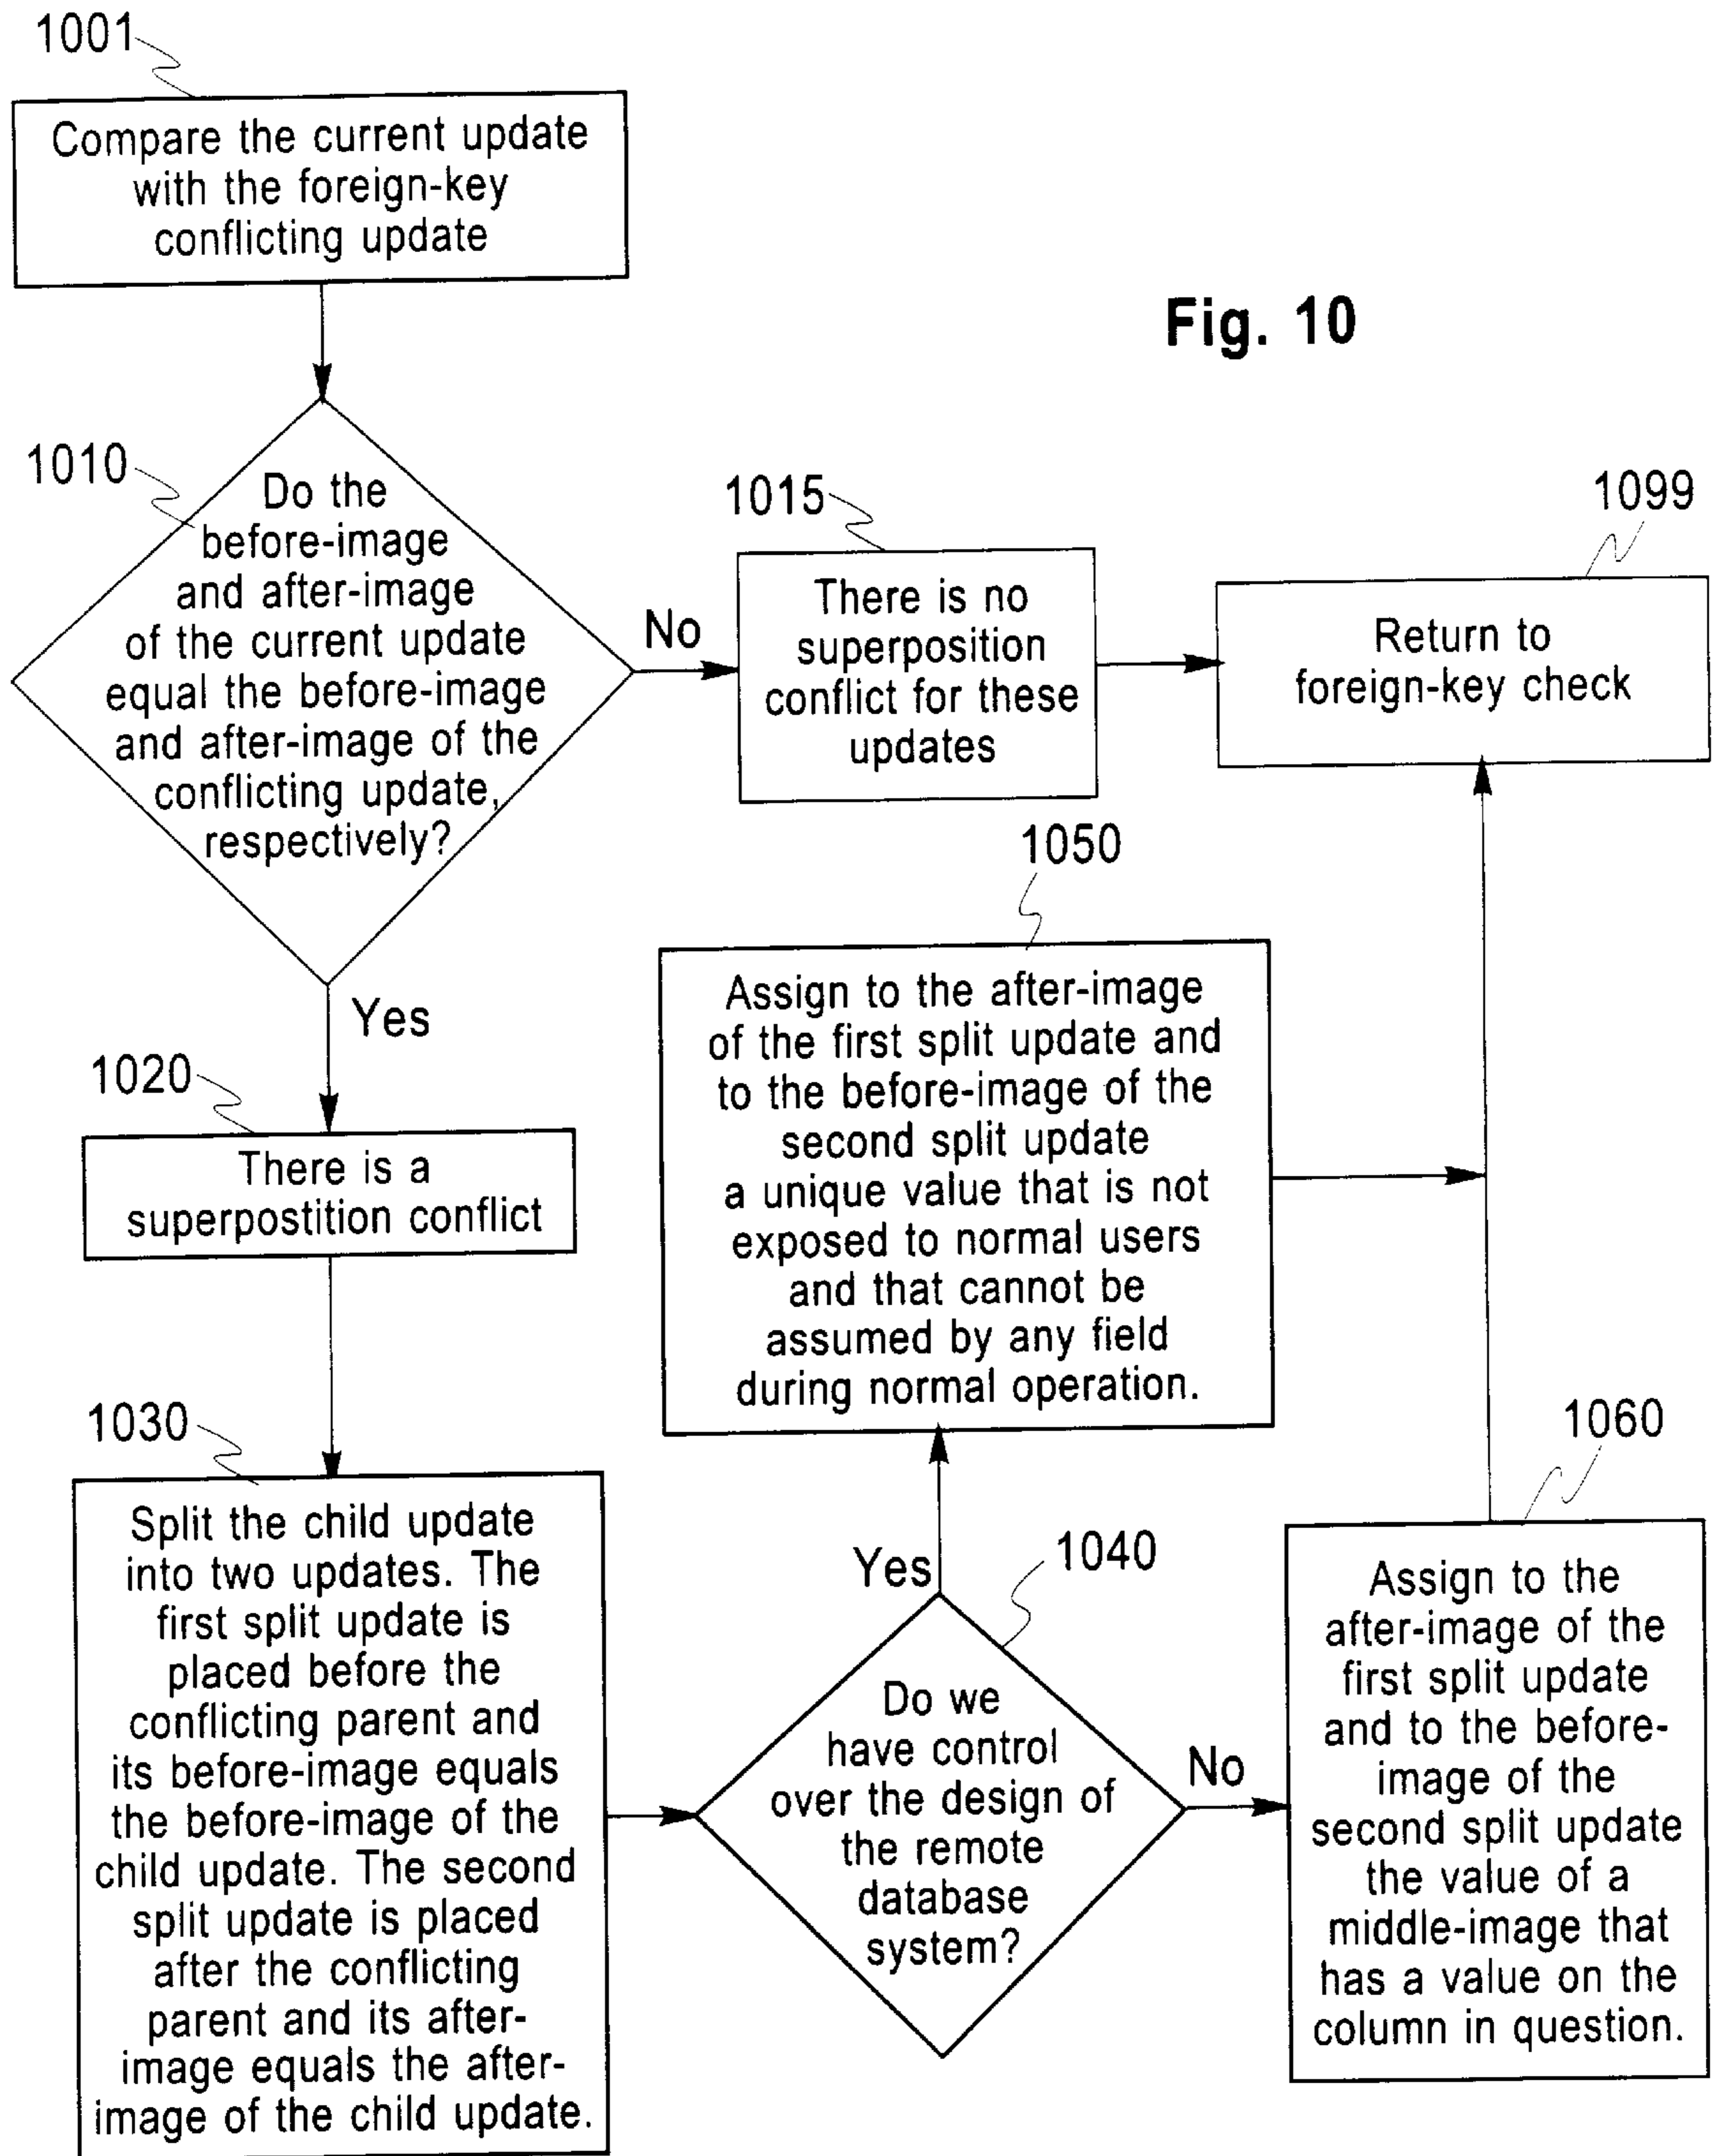 1001
Compare the current update
with the foreign-key
conflicting update
Fig. 10
1010
Do the
before-image
and after-image
of the current update
equal the before-image
and after-image of the
conflicting update,
respectively?
No
1015
There is no
superposition
conflict for these
updates
1099
Return to
foreign-key check
Yes
1020
There is a
superpostition conflict
1030
Split the child update
into two updates. The
first split update is
placed before the
conflicting parent and
its before-image equals
the before-image of the
child update. The second
split update is placed
after the conflicting
parent and its after-
image equals the after-
image of the child update.
1040
Do we
have control
over the design of
the remote
database
system?
Yes
1050
Assign to the after-image
of the first split update and
to the before-image of the
second split update
a unique value that is not
exposed to normal users
and that cannot be
assumed by any field
during normal operation.
No
1060
Assign to the
after-image of the
first split update
and to the before-
image of the
second split update
the value of a
middle-image that
has a value on the
column in question.